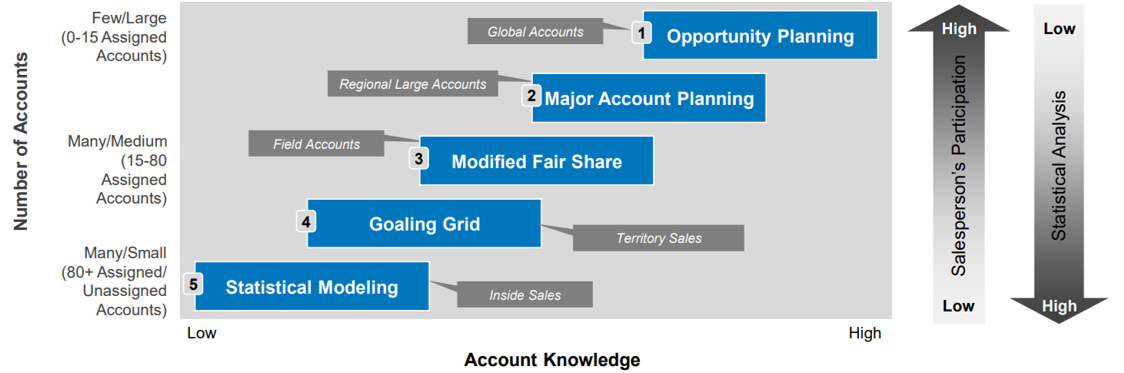 Number of Accounts
Few/Large
(0-15 Assigned
Accounts)
Many/Medium
(15-80
Assigned
Accounts)
Many/Small
(80+ Assigned/
Unassigned
Accounts)
Global Accounts
1
Opportunity Planning
Regional Large Accounts
2
Major Account Planning
Field Accounts
3
Modified Fair Share
4
Goaling Grid
Territory Sales
5
Statistical Modeling
Inside Sales
Low
High
Account Knowledge
High
Salesperson's Participation
Low
Low
Statistical Analysis
High